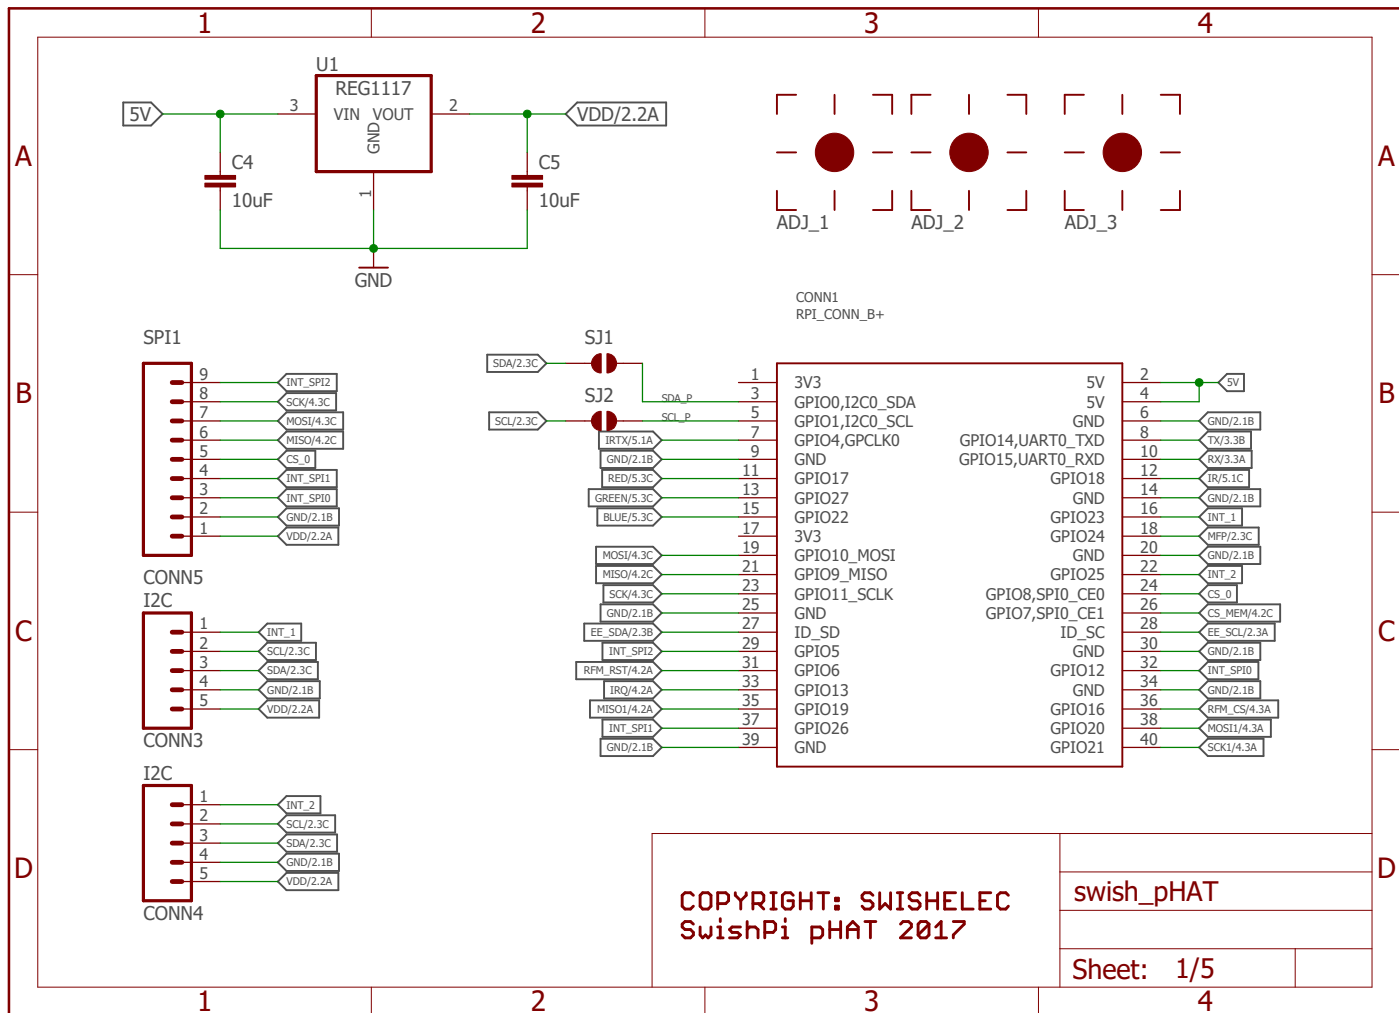 1 2 3 4
A A
B B
C C
D D
1 2 3 4
U1
REG1117
VIN VOUT
GND
3
2
1
5V
VDD/2.2A
C4
10uF
C5
10uF
GND
ADJ_1
ADJ_2
ADJ_3
SPI1
9 INT_SPI2
8 SCK/4.3C
7 MOSI/4.3C
6 MISO/4.2C
5 CS_0
4 INT_SPI1
3 INT_SPI0
2 GND/2.1B
1 VDD/2.2A
CONN5
I2C
1 INT_1
2 SCL/2.3C
3 SDA/2.3C
4 GND/2.1B
5 VDD/2.2A
CONN3
I2C
1 INT_2
2 SCL/2.3C
3 SDA/2.3C
4 GND/2.1B
5 VDD/2.2A
CONN4
SJ1
SDA/2.3C
SDA_P
SJ2
SCL/2.3C
SCL_P
CONN1
RPI_CONN_B+
1 3V3 5V 2 5V
3 GPIO0,I2C0_SDA 5V 4
5 GPIO1,I2C0_SCL GND 6 GND/2.1B
IRTX/5.1A 7 GPIO4,GPCLK0 GPIO14,UART0_TXD 8 TX/3.3B
GND/2.1B 9 GND GPIO15,UART0_RXD 10 RX/3.3A
RED/5.3C 11 GPIO17 GPIO18 12 IR/5.1C
GREEN/5.3C 13 GPIO27 GND 14 GND/2.1B
BLUE/5.3C 15 GPIO22 GPIO23 16 INT_1
17 3V3 GPIO24 18 MFP/2.3C
MOSI/4.3C 19 GPIO10_MOSI GND 20 GND/2.1B
MISO/4.2C 21 GPIO9_MISO GPIO25 22 INT_2
SCK/4.3C 23 GPIO11_SCLK GPIO8,SPI0_CE0 24 CS_0
GND/2.1B 25 GND GPIO7,SPI0_CE1 26 CS_MEM/4.2C
EE_SDA/2.3B 27 ID_SD ID_SC 28 EE_SCL/2.3A
INT_SPI2 29 GPIO5 GND 30 GND/2.1B
RFM_RST/4.2A 31 GPIO6 GPIO12 32 INT_SPI0
IRQ/4.2A 33 GPIO13 GND 34 GND/2.1B
MISO1/4.2A 35 GPIO19 GPIO16 36 RFM_CS/4.3A
INT_SPI1 37 GPIO26 GPIO20 38 MOSI1/4.3A
GND/2.1B 39 GND GPIO21 40 SCK1/4.3A
COPYRIGHT: SWISHELEC
SwishPi pHAT 2017
swish_pHAT
Sheet: 1/5